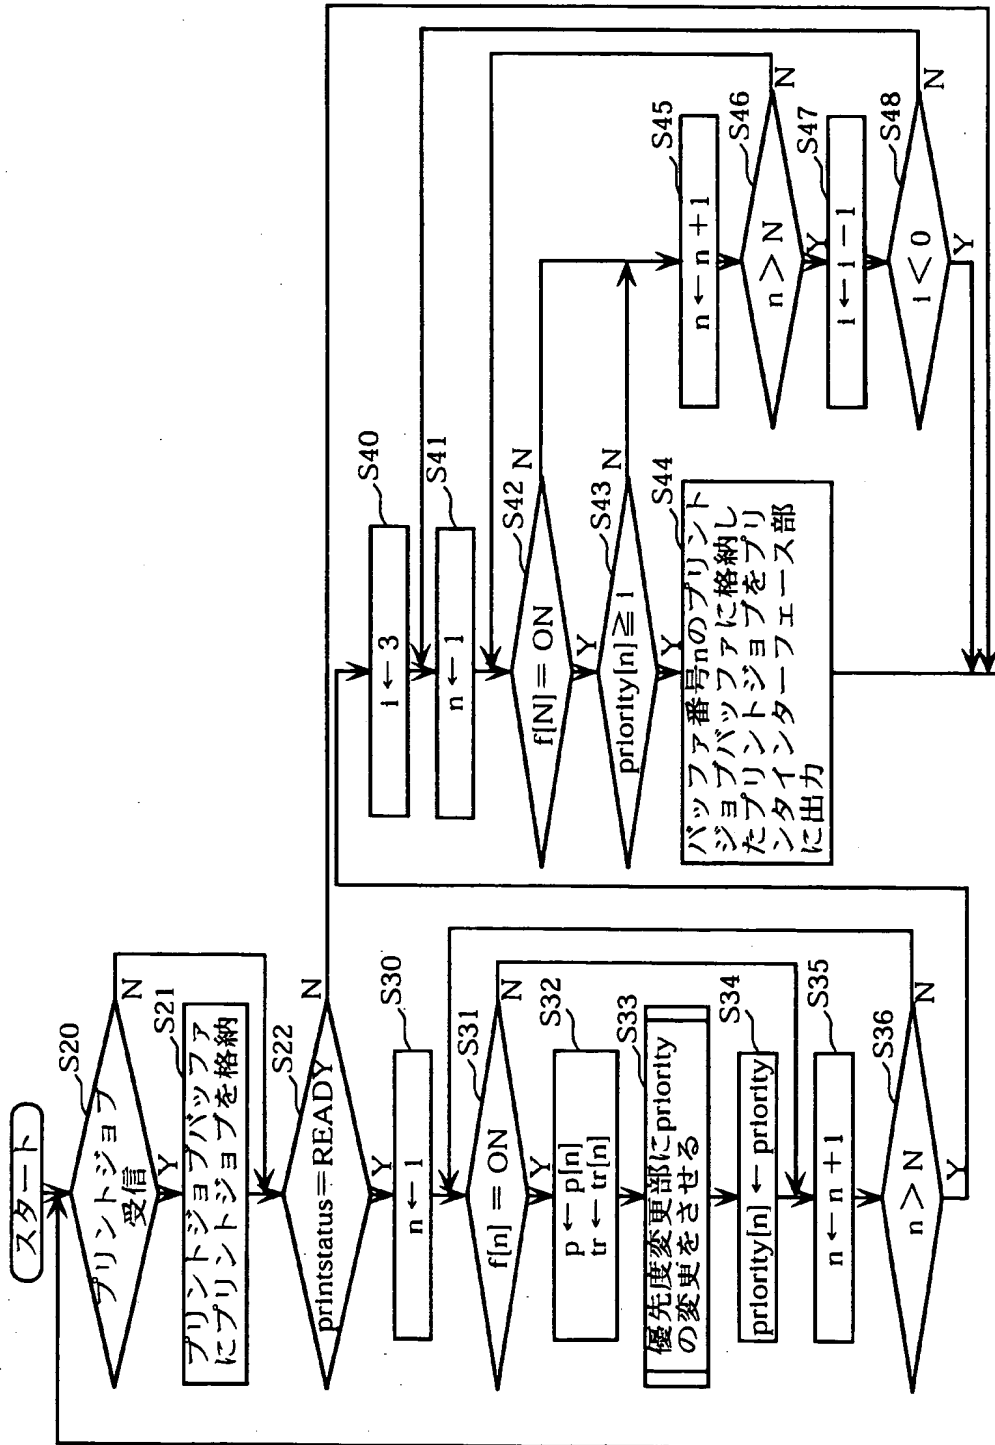 スタート
S20
プリントジョブ
受信
N
Y
S21
プリントジョブバッファ
にプリントジョブを格納
S22
printstatus=READY
N
Y
S30
n ← 1
S31
f[n] = ON
N
Y
S32
p ← p[n]
tr ← tr[n]
S33
優先度変更部にpriority
の変更をさせる
S34
priority[n] ← priority
S35
n ← n +1
S36
n > N
N
Y
S40
i ← 3
S41
n ← 1
S42
f[N] = ON
N
Y
S43
priority[n] ≧ i
N
Y
S44
バッファ番号nのプリント
ジョブバッファに格納し
たプリントジョブをプリ
ンタインターフェース部
に出力
S45
n ← n +1
S46
n > N
N
Y
S47
i ← i −1
S48
i < 0
N
Y